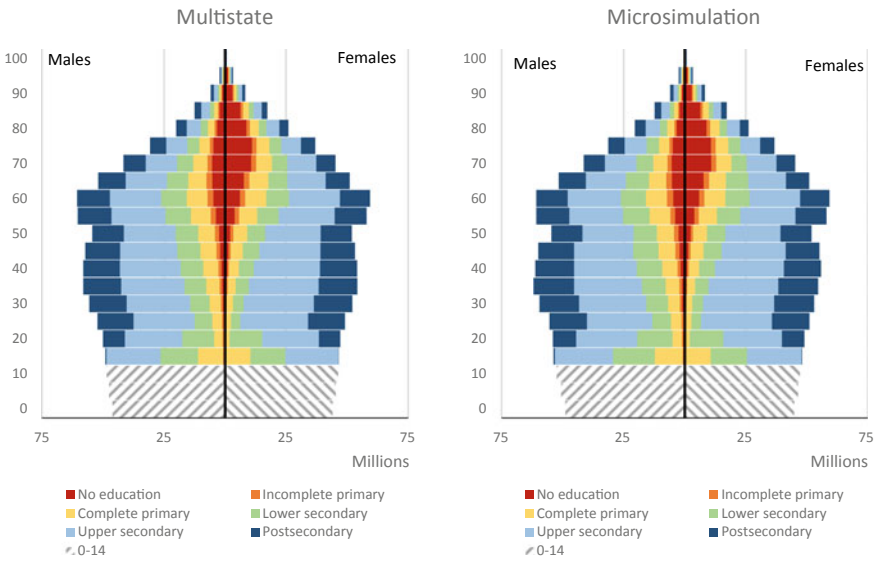 Multistate
Microsimulation
Males
Females
100
90
80
70
60
50
40
30
20
10
0
75
25
25
75
Millions
No education
Incomplete primary
Complete primary
Lower secondary
Upper secondary
Postsecondary
0-14
Males
Females
100
90
80
70
60
50
40
30
20
10
0
75
25
25
75
Millions
No education
Incomplete primary
Complete primary
Lower secondary
Upper secondary
Postsecondary
0-14